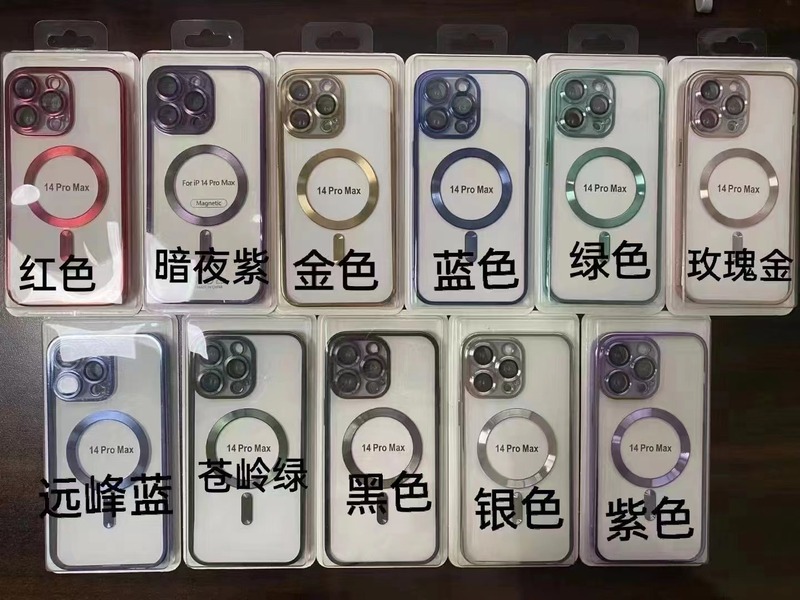 14 Pro Max
红色
For iP 14 Pro Max
Magnetic
暗夜紫
14 Pro Max
金色
14 Pro Max
蓝色
14 Pro Max
绿色
14 Pro Max
玫瑰金
14 Pro Max
远峰蓝
14 Pro Max
苍岭绿
14 Pro Max
黑色
14 Pro Max
银色
14 Pro Max
紫色